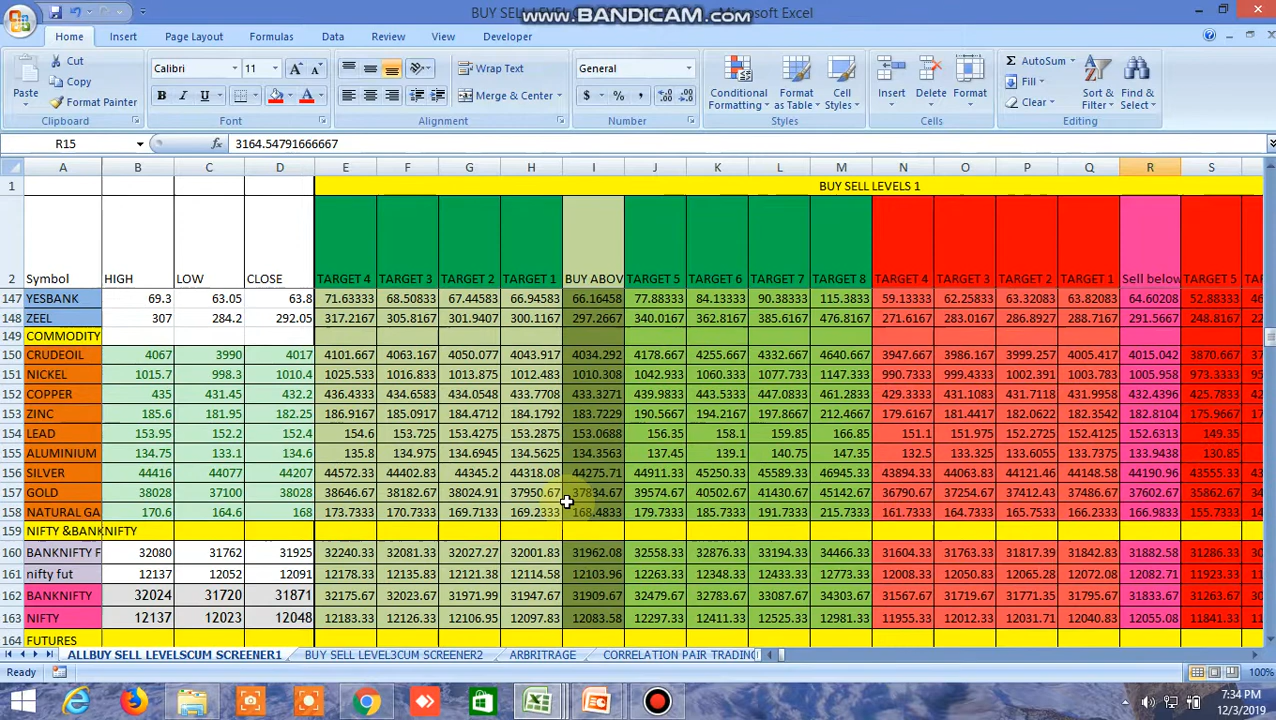 BUY SELL LEVEL
www.BANDICAM.com
Microsoft Excel
Home Insert Page Layout Formulas Data Review View Developer
Paste
Cut
Copy
Format Painter
Clipboard
Calibri 11
B I U
Font
Wrap Text
Merge & Center
Alignment
General
$ % ,
Number
Conditional Formatting
Format as Table
Cell Styles
Styles
Insert Delete Format
Cells
AutoSum
Fill
Clear
Sort & Filter
Find & Select
Editing
R15 fx 3164.54791666667
A B C D E F G H I J K L M N O P Q R S
1 BUY SELL LEVELS 1
2 Symbol HIGH LOW CLOSE TARGET 4 TARGET 3 TARGET 2 TARGET 1 BUY ABOV TARGET 5 TARGET 6 TARGET 7 TARGET 8 TARGET 4 TARGET 3 TARGET 2 TARGET 1 Sell below TARGET 5
147 YESBANK 69.3 63.05 63.8 71.63333 68.50833 67.44583 66.94583 66.16458 77.88333 84.13333 90.38333 115.3833 59.13333 62.25833 63.32083 63.82083 64.60208 52.88333
148 ZEEL 307 284.2 292.05 317.2167 305.8167 301.9407 300.1167 297.2667 340.0167 362.8167 385.6167 476.8167 271.6167 283.0167 286.8927 288.7167 291.5667 248.8167
149 COMMODITY
150 CRUDEOIL 4067 3990 4017 4101.667 4063.167 4050.077 4043.917 4034.292 4178.667 4255.667 4332.667 4640.667 3947.667 3986.167 3999.257 4005.417 4015.042 3870.667
151 NICKEL 1015.7 998.3 1010.4 1025.533 1016.833 1013.875 1012.483 1010.308 1042.933 1060.333 1077.733 1147.333 990.7333 999.4333 1002.391 1003.783 1005.958 973.3333
152 COPPER 435 431.45 432.2 436.4333 434.6583 434.0548 433.7708 433.3271 439.9833 443.5333 447.0833 461.2833 429.3333 431.1083 431.7118 431.9958 432.4396 425.7833
153 ZINC 185.6 181.95 182.25 186.9167 185.0917 184.4712 184.1792 183.7229 190.5667 194.2167 197.8667 212.4667 179.6167 181.4417 182.0622 182.3542 182.8104 175.9667
154 LEAD 153.95 152.2 152.4 154.6 153.725 153.4275 153.2875 153.0688 156.35 158.1 159.85 166.85 151.1 151.975 152.2725 152.4125 152.6313 149.35
155 ALUMINIUM 134.75 133.1 134.6 135.8 134.975 134.6945 134.5625 134.3563 137.45 139.1 140.75 147.35 132.5 133.325 133.6055 133.7375 133.9438 130.85
156 SILVER 44416 44077 44207 44572.33 44402.83 44345.2 44318.08 44275.71 44911.33 45250.33 45589.33 46945.33 43894.33 44063.83 44121.46 44148.58 44190.96 43555.33
157 GOLD 38028 37100 38028 38646.67 38182.67 38024.91 37950.67 37834.67 39574.67 40502.67 41430.67 45142.67 36790.67 37254.67 37412.43 37486.67 37602.67 35862.67
158 NATURAL GA 170.6 164.6 168 173.7333 170.7333 169.7133 169.2333 168.4833 179.7333 185.7333 191.7333 215.7333 161.7333 164.7333 165.7533 166.2333 166.9833 155.7333
159 NIFTY &BANKNIFTY
160 BANKNIFTY F 32080 31762 31925 32240.33 32081.33 32027.27 32001.83 31962.08 32558.33 32876.33 33194.33 34466.33 31604.33 31763.33 31817.39 31842.83 31882.58 31286.33
161 nifty fut 12137 12052 12091 12178.33 12135.83 12121.38 12114.58 12103.96 12263.33 12348.33 12433.33 12773.33 12008.33 12050.83 12065.28 12072.08 12082.71 11923.33
162 BANKNIFTY 32024 31720 31871 32175.67 32023.67 31971.99 31947.67 31909.67 32479.67 32783.67 33087.67 34303.67 31567.67 31719.67 31771.35 31795.67 31833.67 31263.67
163 NIFTY 12137 12023 12048 12183.33 12126.33 12106.95 12097.83 12083.58 12297.33 12411.33 12525.33 12981.33 11955.33 12012.33 12031.71 12040.83 12055.08 11841.33
164 FUTURES
ALLBUY SELL LEVELSCUM SCREENER1 BUY SELL LEVEL3CUM SCREENER2 ARBITRAGE CORRELATION PAIR TRADING
Ready 100%
7:34 PM
12/3/2019